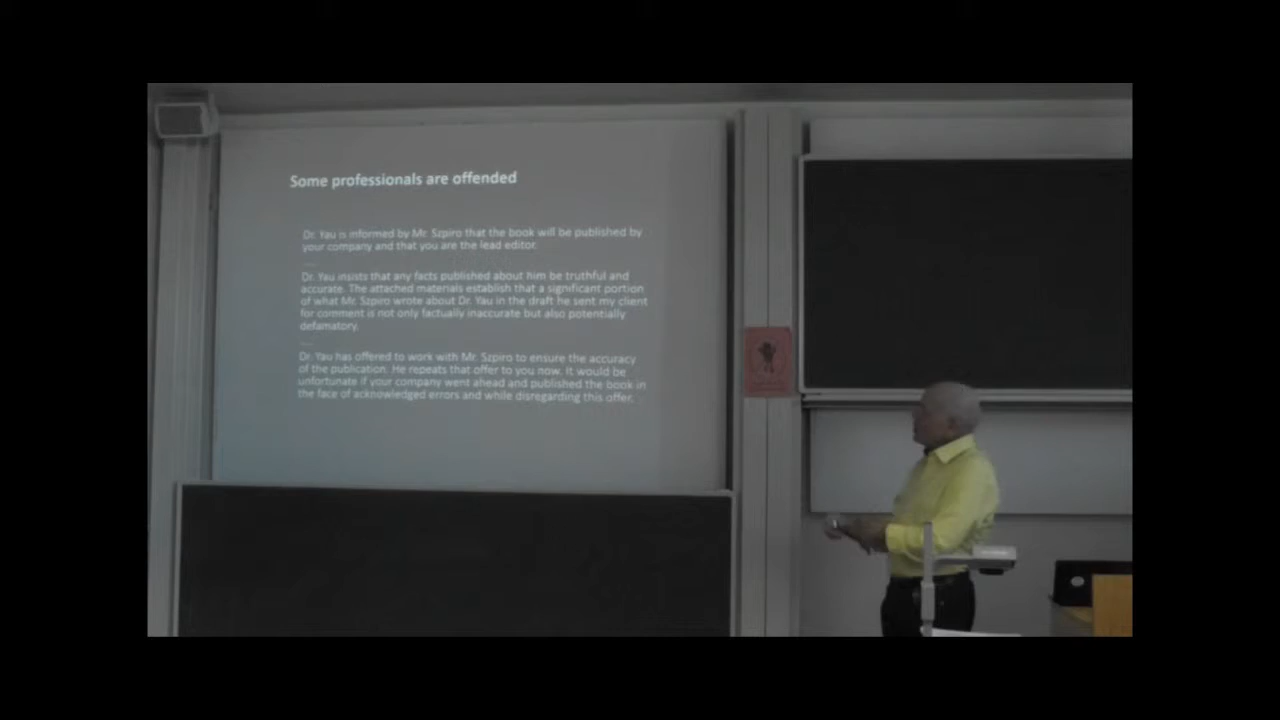 Some professionals are offended
Dr. Yau is informed by Mr. Szpiro that the book will be published by
your company and that you are the lead editor.
....
Dr. Yau insists that any facts published about him be truthful and
accurate. The attached materials establish that a significant portion
of what Mr. Szpiro wrote about Dr. Yau in the draft he sent my client
for comment is not only factually inaccurate but also potentially
defamatory.
....
Dr. Yau has offered to work with Mr. Szpiro to ensure the accuracy
of the publication. He repeats that offer to you now. It would be
unfortunate if your company went ahead and published the book in
the face of acknowledged errors and while disregarding this offer.